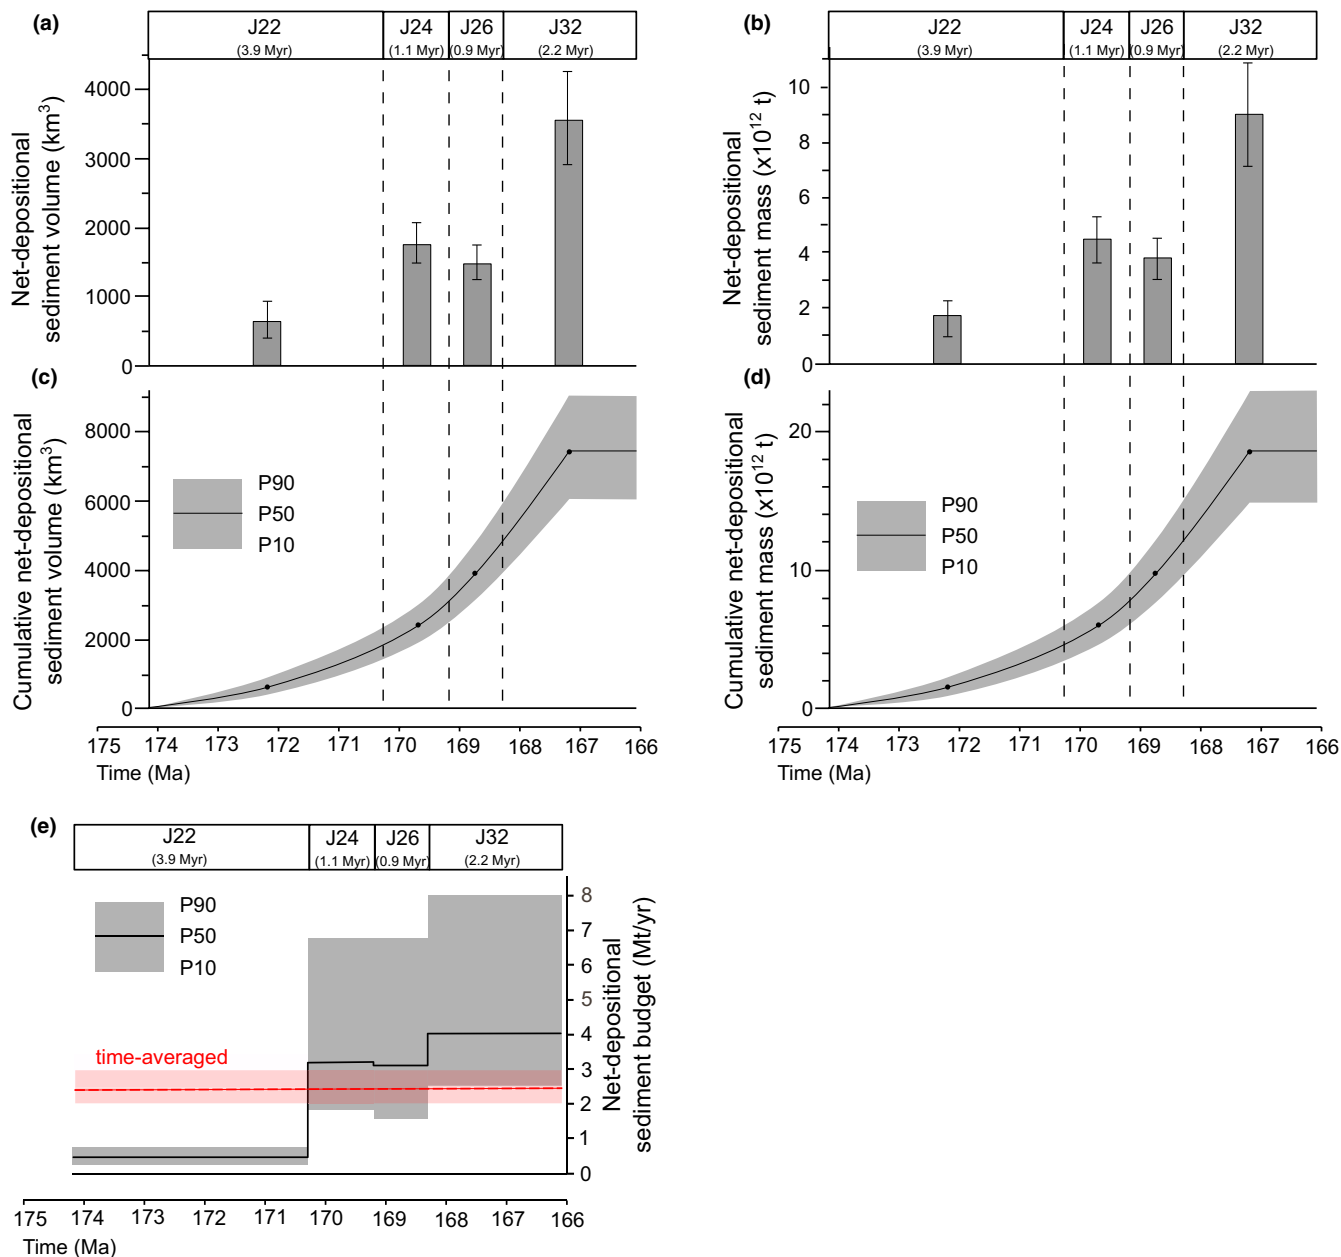 (a)
J22
(3.9 Myr)
J24
(1.1 Myr)
J26
(0.9 Myr)
J32
(2.2 Myr)
Net-depositional
sediment volume (km³)
4000
3000
2000
1000
0
(b)
J22
(3.9 Myr)
J24
(1.1 Myr)
J26
(0.9 Myr)
J32
(2.2 Myr)
Net-depositional
sediment mass (x10¹² t)
10
8
6
4
2
0
(c)
Cumulative net-depositional
sediment volume (km³)
8000
6000
4000
2000
0
P90
P50
P10
175 174 173 172 171 170 169 168 167 166
Time (Ma)
(d)
Cumulative net-depositional
sediment mass (x10¹² t)
20
10
0
P90
P50
P10
175 174 173 172 171 170 169 168 167 166
Time (Ma)
(e)
J22
(3.9 Myr)
J24
(1.1 Myr)
J26
(0.9 Myr)
J32
(2.2 Myr)
P90
P50
P10
time-averaged
8
7
6
5
4
3
2
1
0
Net-depositional
sediment budget (Mt/yr)
175 174 173 172 171 170 169 168 167 166
Time (Ma)